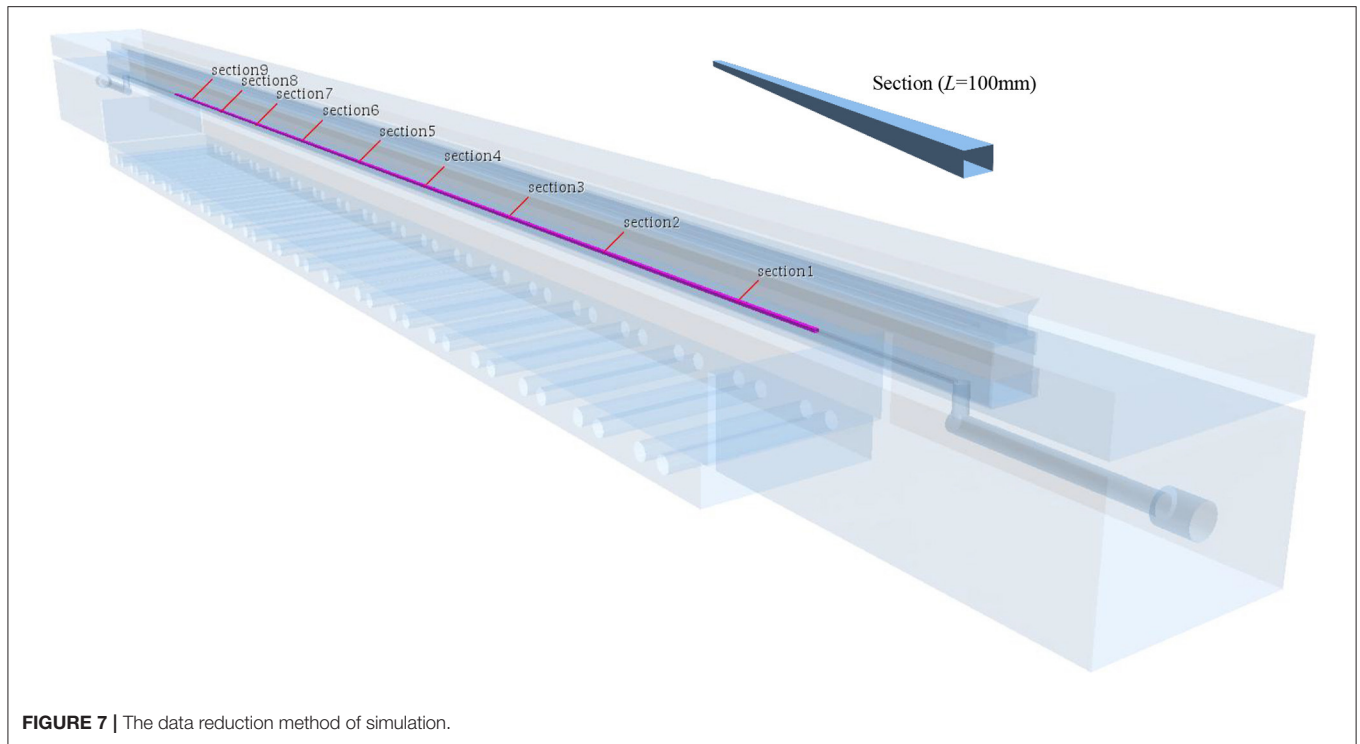 section9
section8
section7
section6
section5
section4
section3
section2
section1
Section (L=100mm)
FIGURE 7 | The data reduction method of simulation.